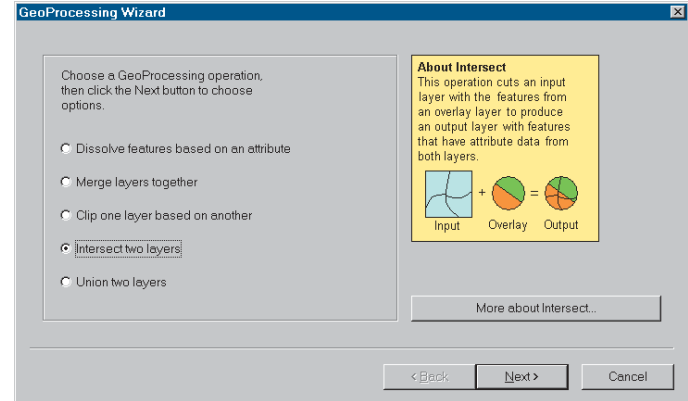 GeoProcessing Wizard
Choose a GeoProcessing operation,
then click the Next button to choose
options.
Dissolve features based on an attribute
Merge layers together
Clip one layer based on another
Intersect two layers
Union two layers
About Intersect
This operation cuts an input
layer with the features from
an overlay layer to produce
an output layer with features
that have attribute data from
both layers.
+ =
Input Overlay Output
More about Intersect...
< Back Next > Cancel